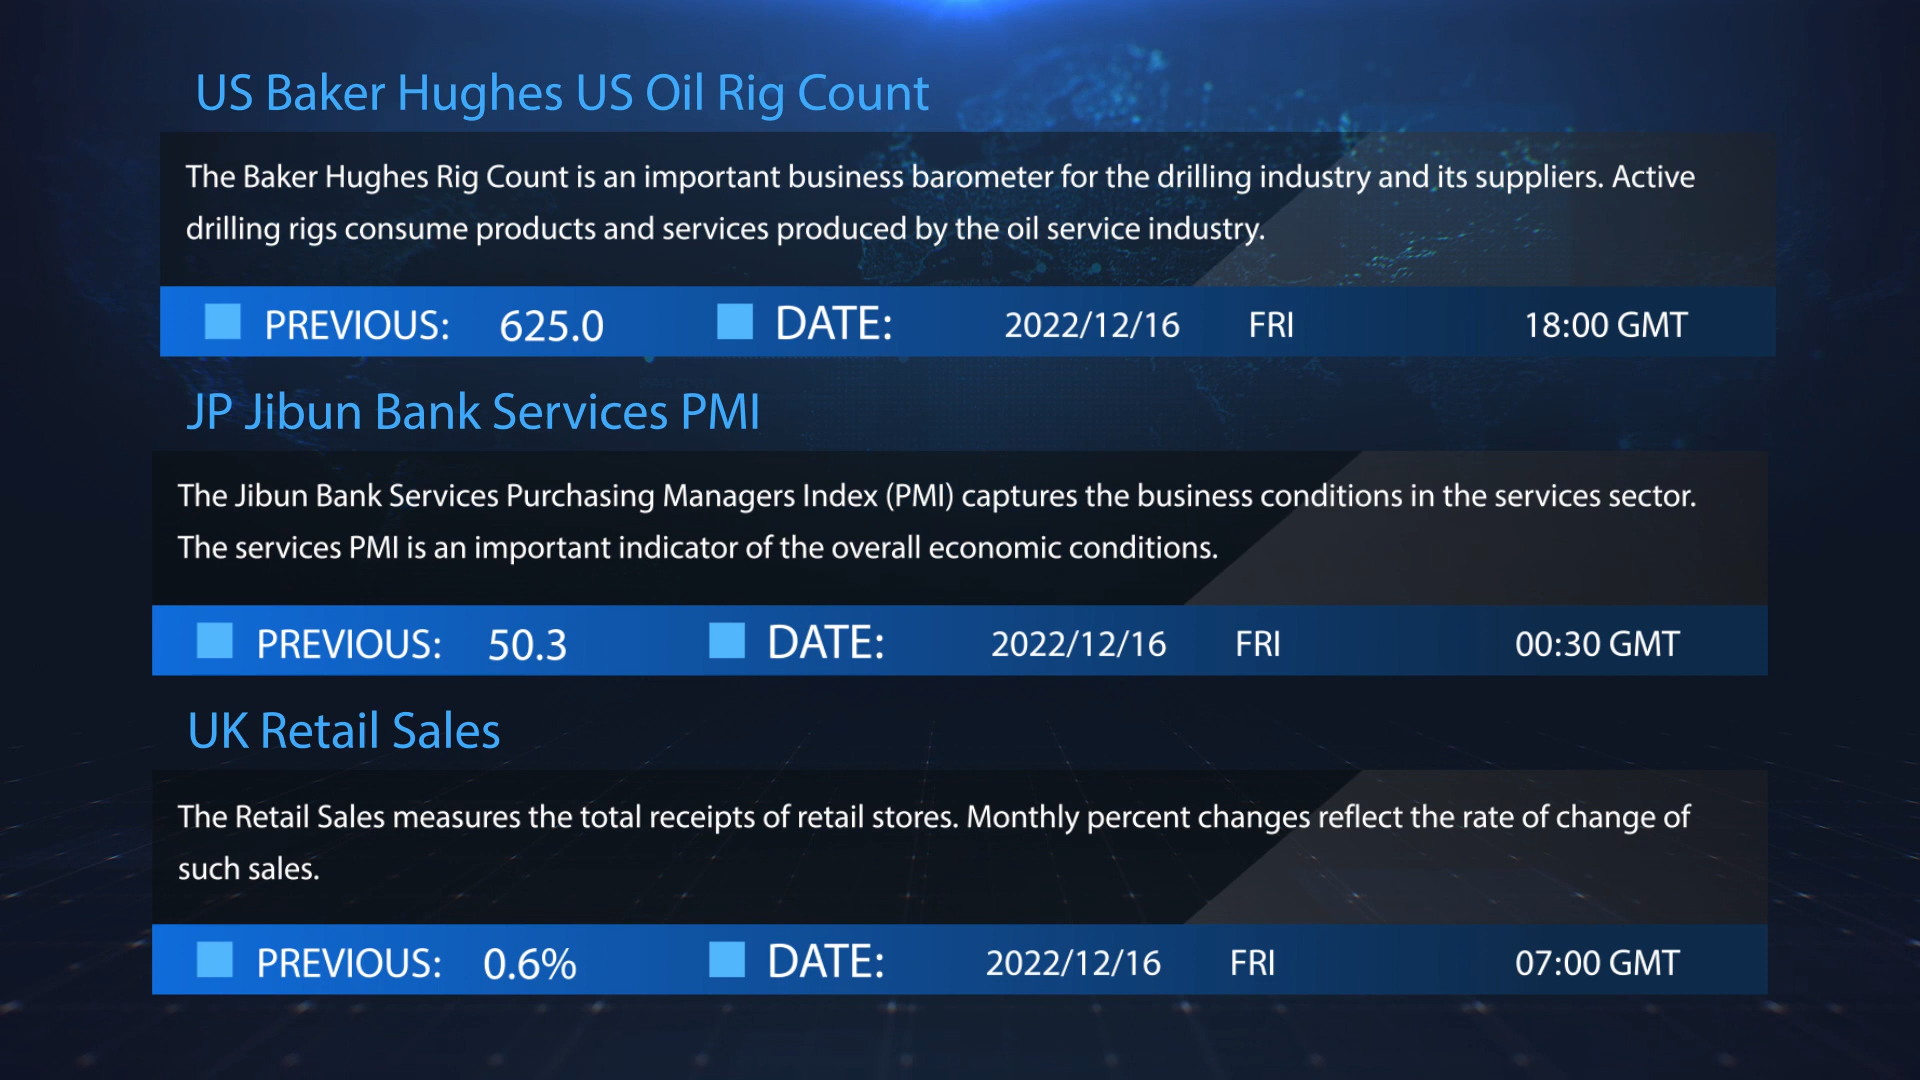 US Baker Hughes US Oil Rig Count
The Baker Hughes Rig Count is an important business barometer for the drilling industry and its suppliers. Active
drilling rigs consume products and services produced by the oil service industry.
PREVIOUS: 625.0 DATE: 2022/12/16 FRI 18:00 GMT
JP Jibun Bank Services PMI
The Jibun Bank Services Purchasing Managers Index (PMI) captures the business conditions in the services sector.
The services PMI is an important indicator of the overall economic conditions.
PREVIOUS: 50.3 DATE: 2022/12/16 FRI 00:30 GMT
UK Retail Sales
The Retail Sales measures the total receipts of retail stores. Monthly percent changes reflect the rate of change of
such sales.
PREVIOUS: 0.6% DATE: 2022/12/16 FRI 07:00 GMT